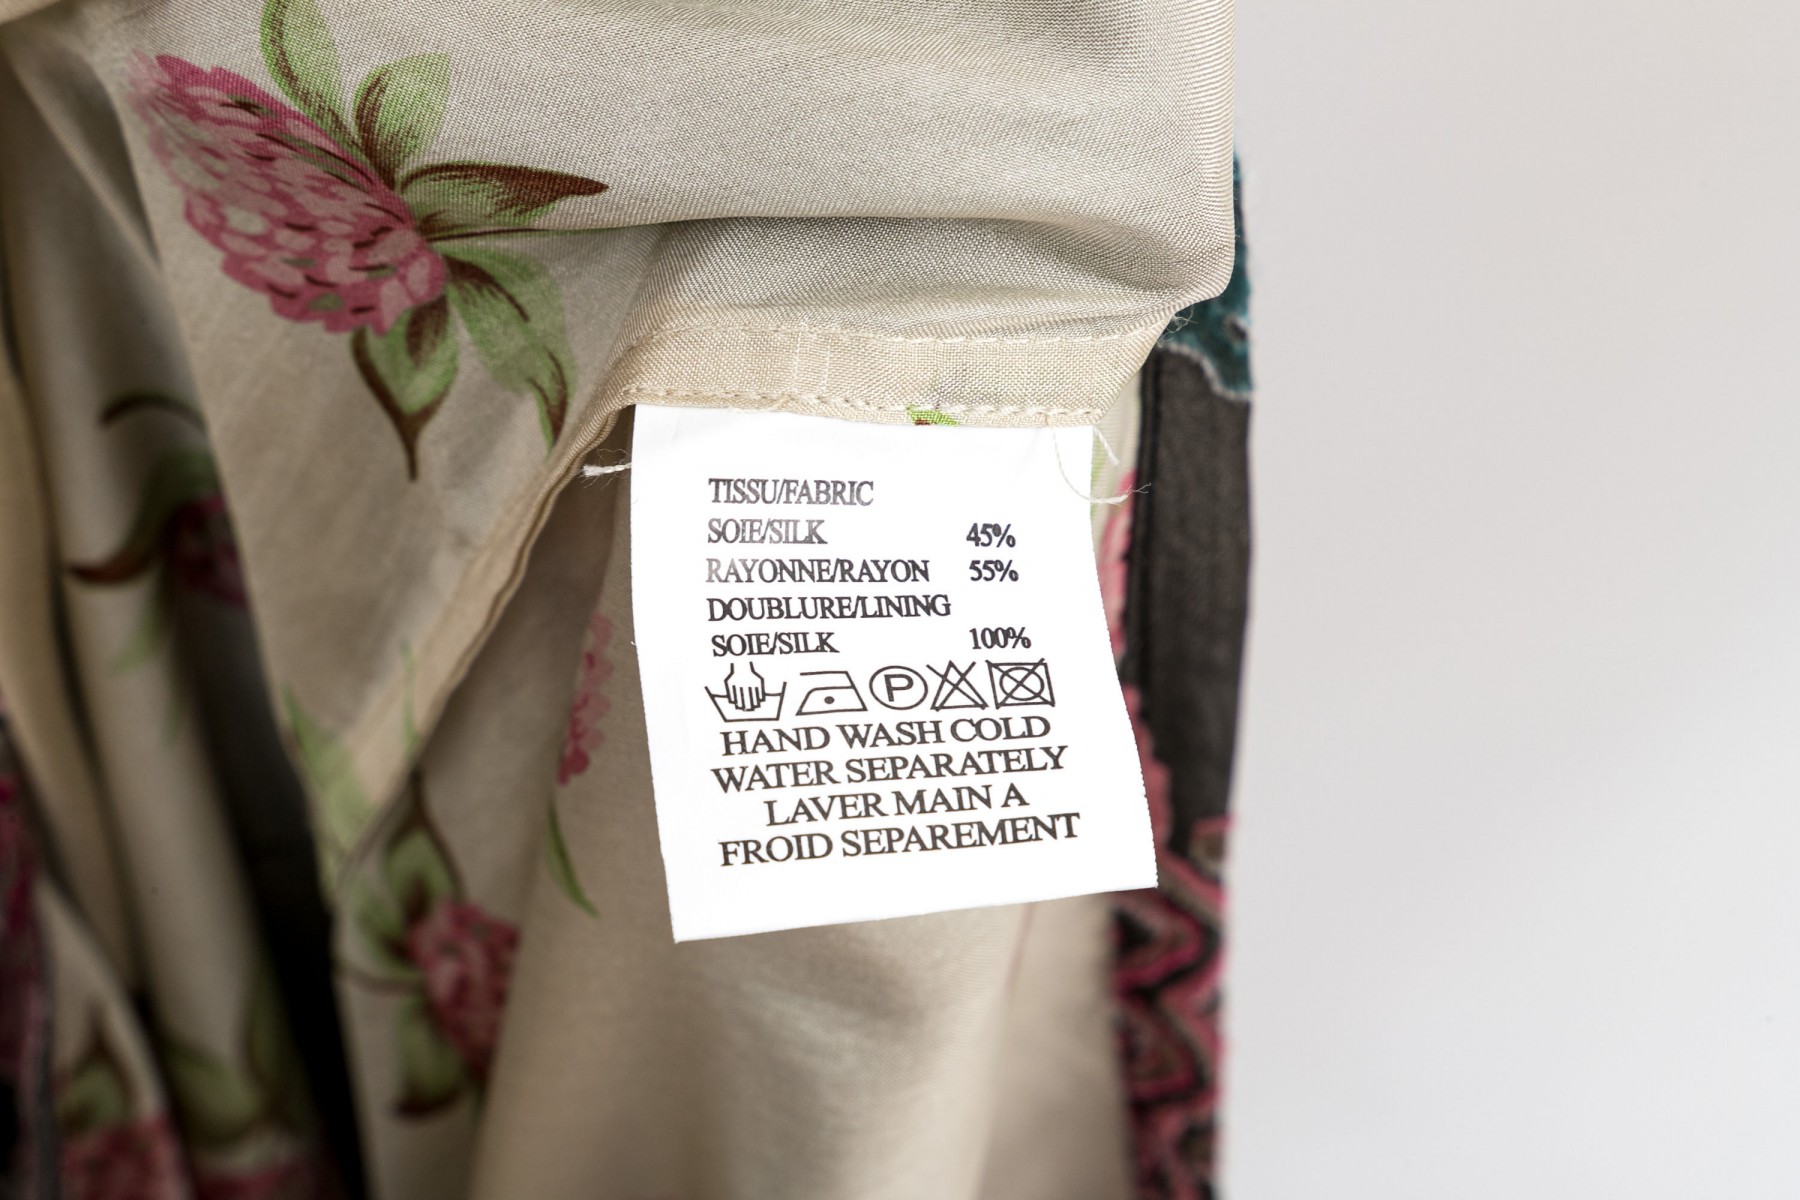 TISSU/FABRIC
SOIE/SILK 45%
RAYONNE/RAYON 55%
DOUBLURE/LINING
SOIE/SILK 100%
P
HAND WASH COLD
WATER SEPARATELY
LAVER MAIN A
FROID SEPAREMENT